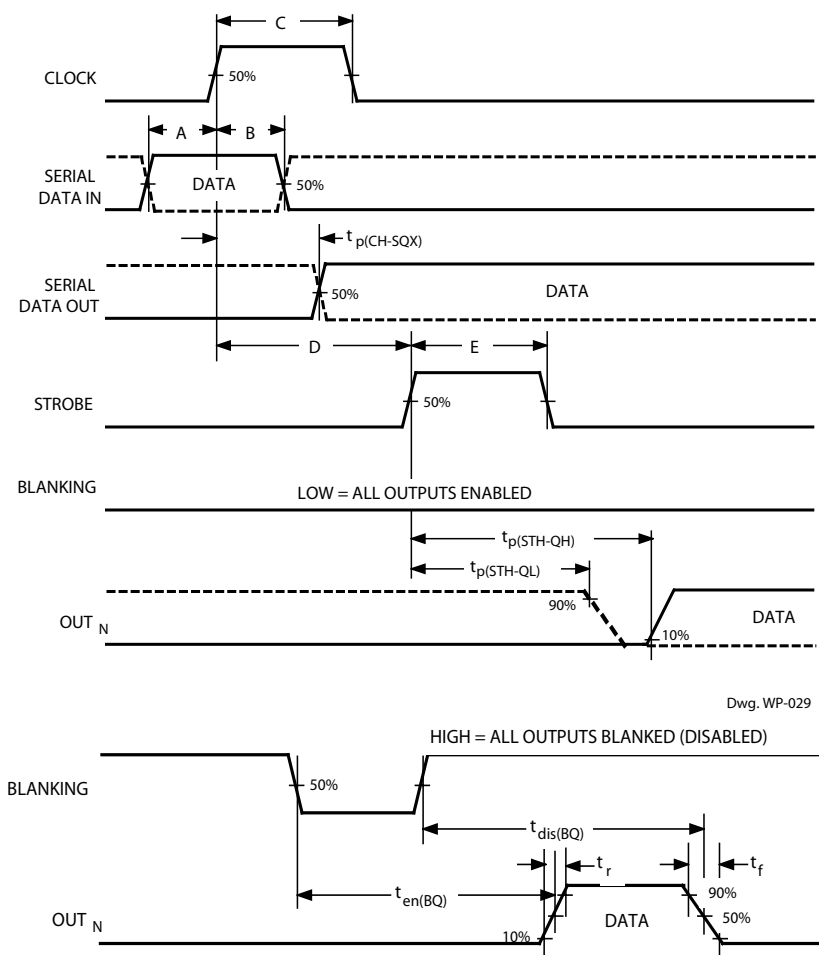 C
CLOCK
50%
A
B
SERIAL
DATA IN
DATA
50%
t p(CH-SQX)
SERIAL
DATA OUT
50%
DATA
D
E
STROBE
50%
BLANKING
LOW = ALL OUTPUTS ENABLED
t p(STH-QH)
t p(STH-QL)
90%
OUT N
DATA
10%
Dwg. WP-029
HIGH = ALL OUTPUTS BLANKED (DISABLED)
BLANKING
50%
t dis(BQ)
t r
t f
t en(BQ)
90%
50%
OUT N
DATA
10%